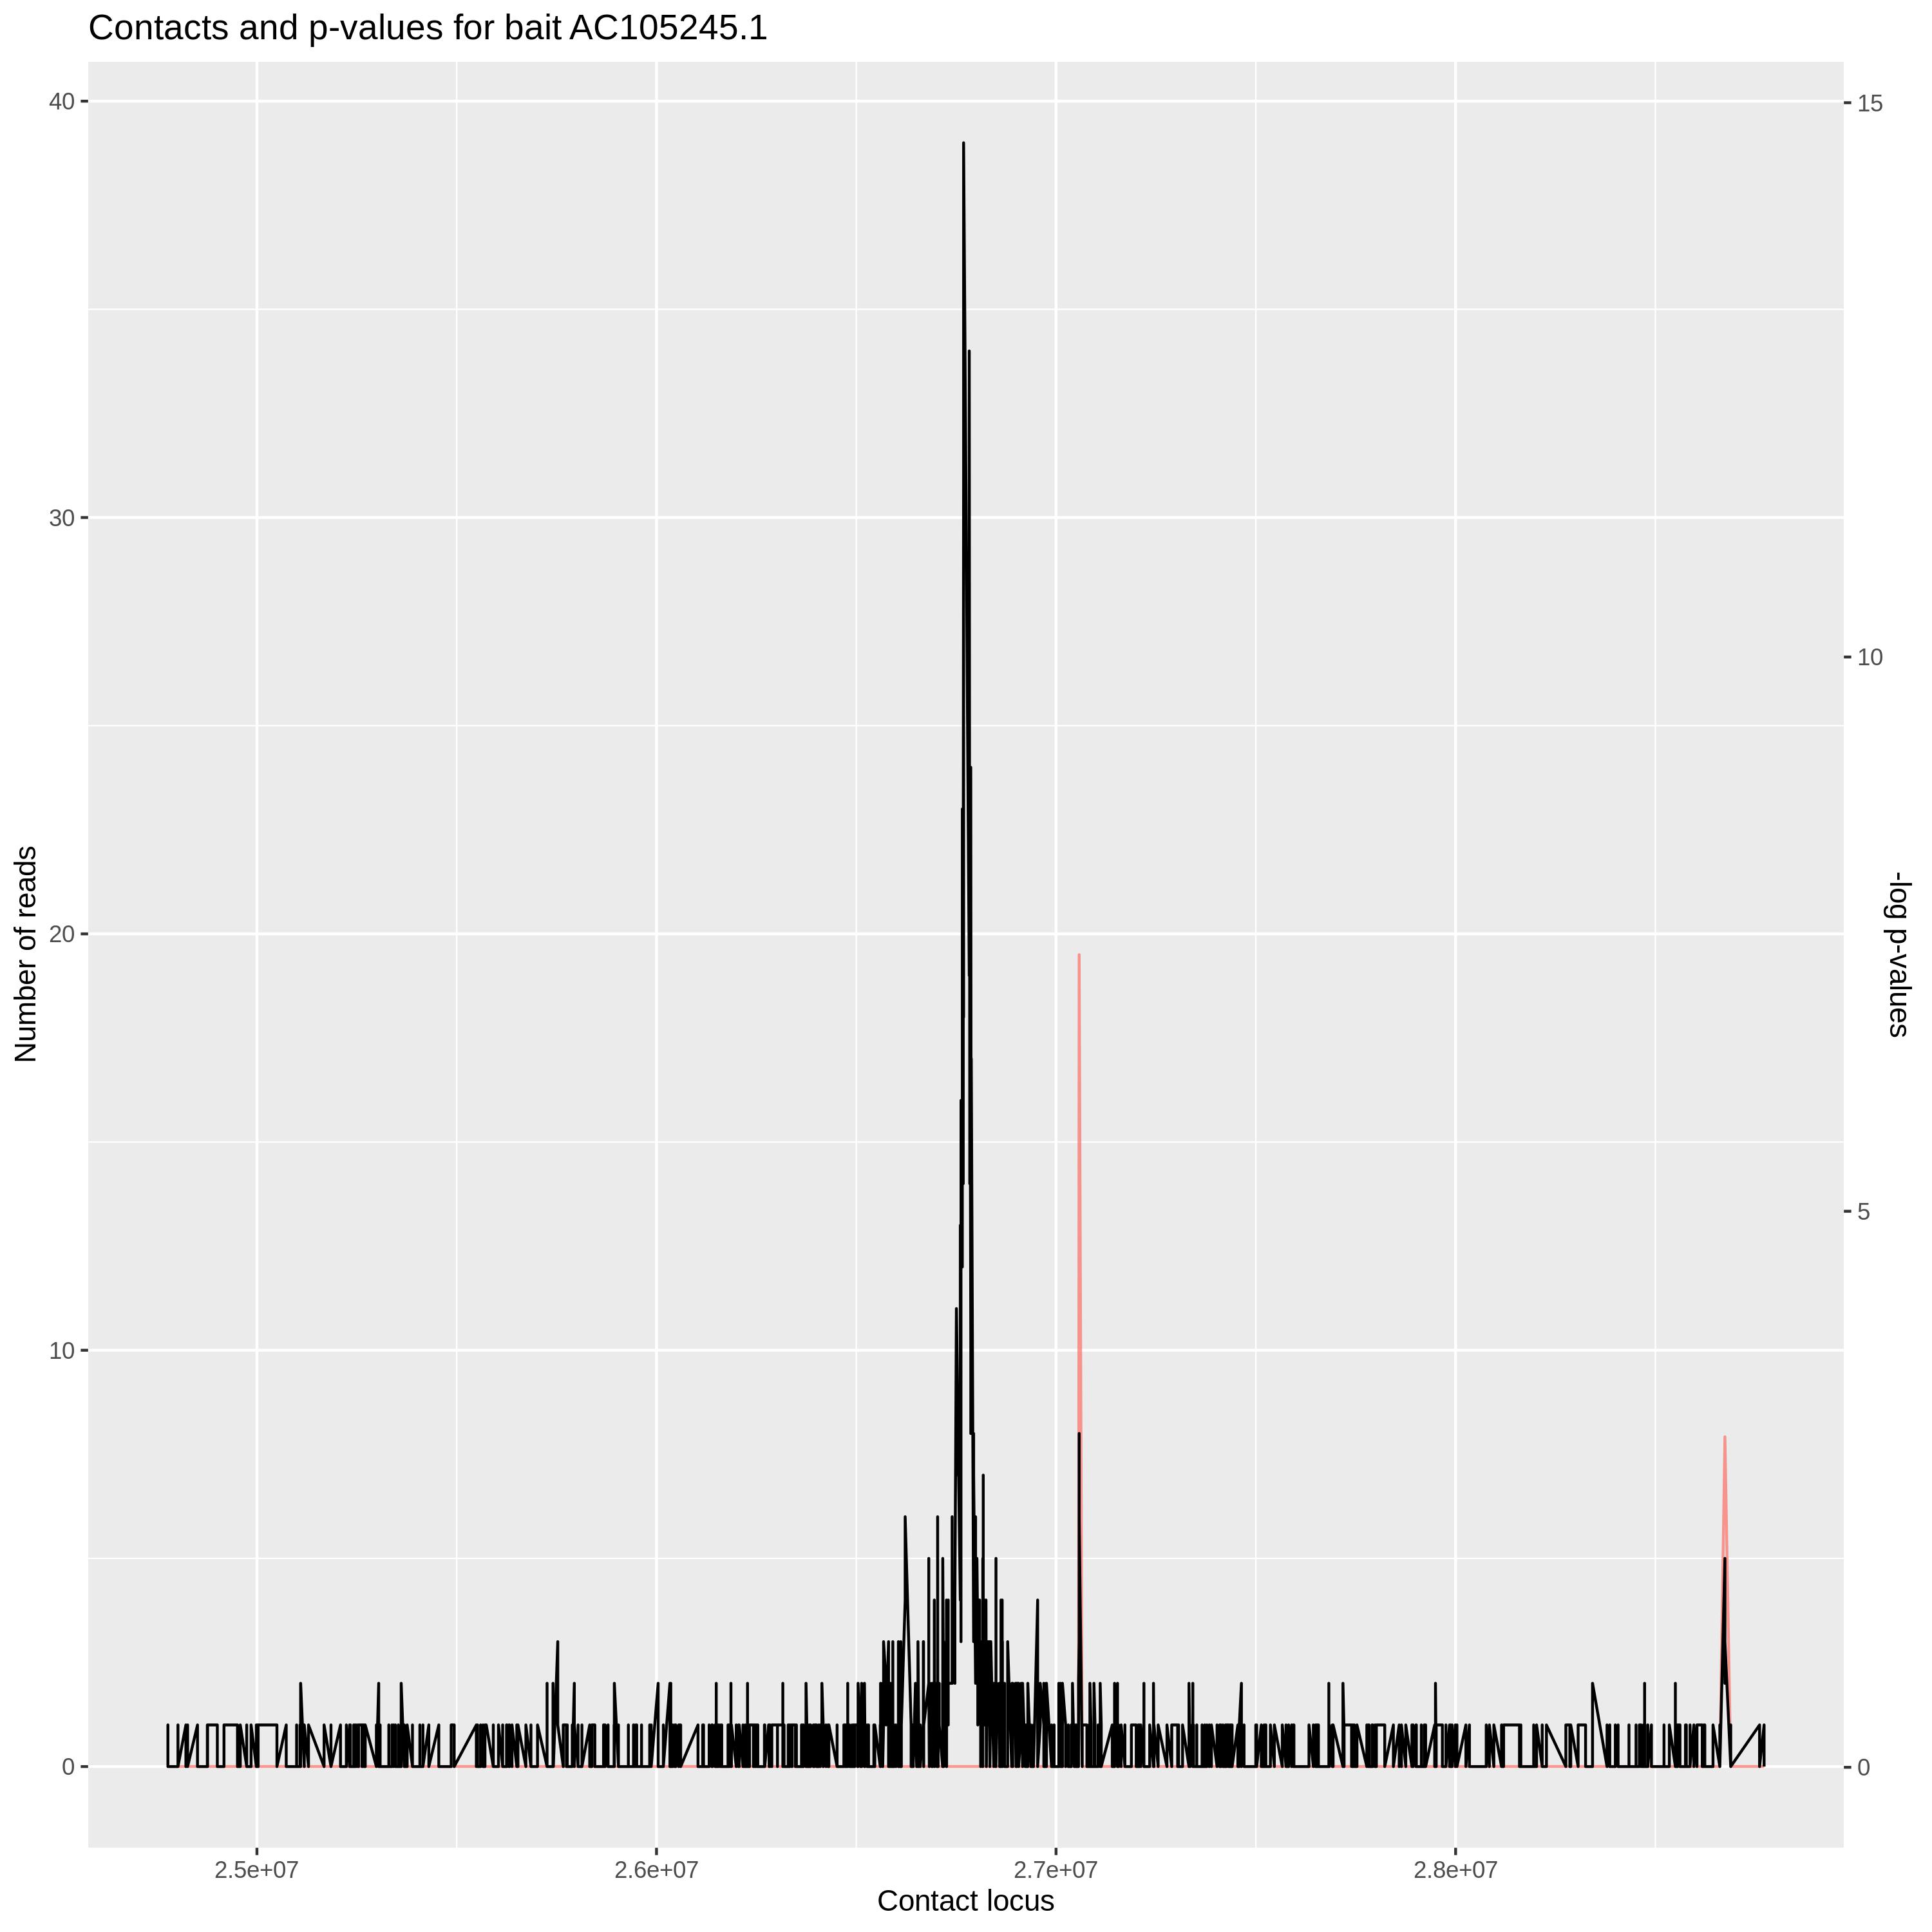 Contacts and p-values for bait AC105245.1
40
30
20
10
0
15
10
5
0
Number of reads
-log p-values
2.5e+07
2.6e+07
2.7e+07
2.8e+07
Contact locus